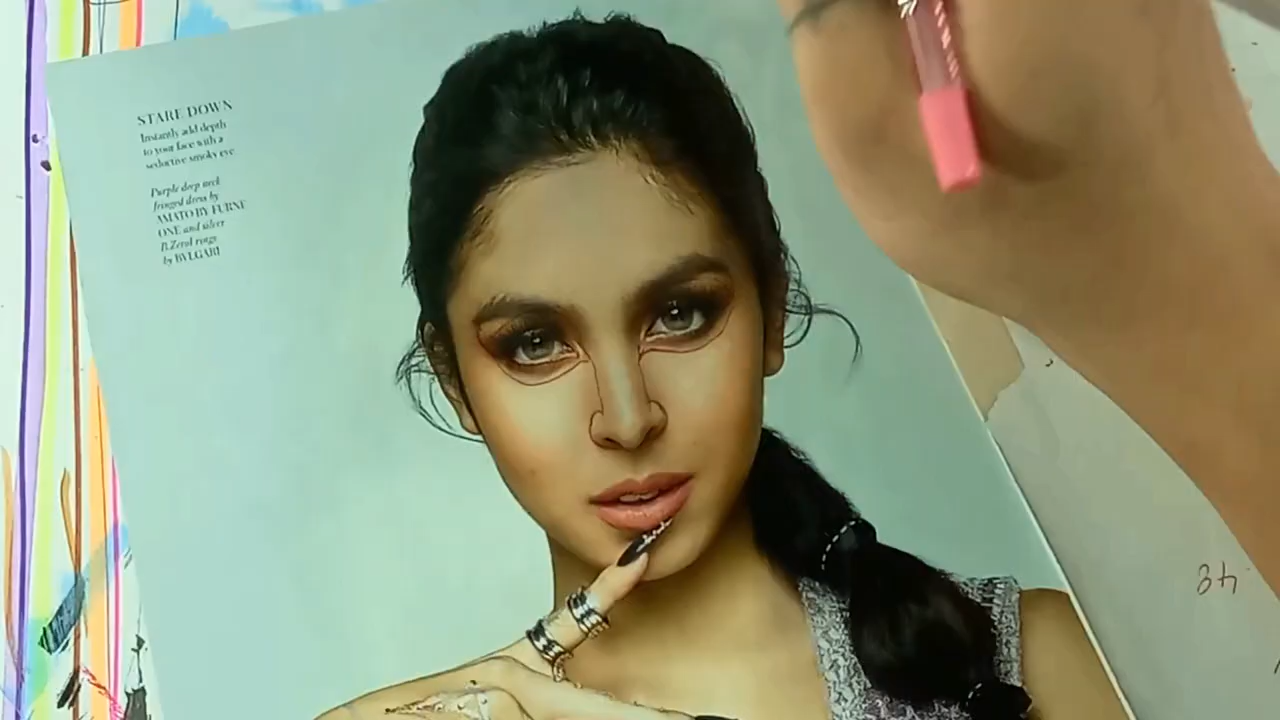 STARE DOWN
Instantly add depth
to your face with a
seductive smoky eye
Purple deep neck
fringed dress by
AMATO BY FURNE
ONE and silver
B.Zero1 rings
by BVLGARI
48